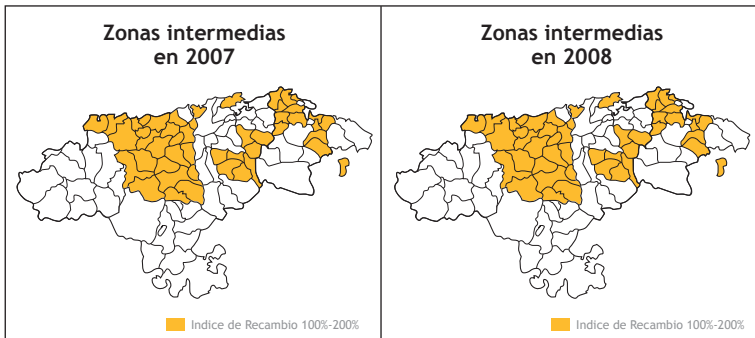 Zonas intermedias
en 2007
Indice de Recambio 100%-200%
Zonas intermedias
en 2008
Indice de Recambio 100%-200%